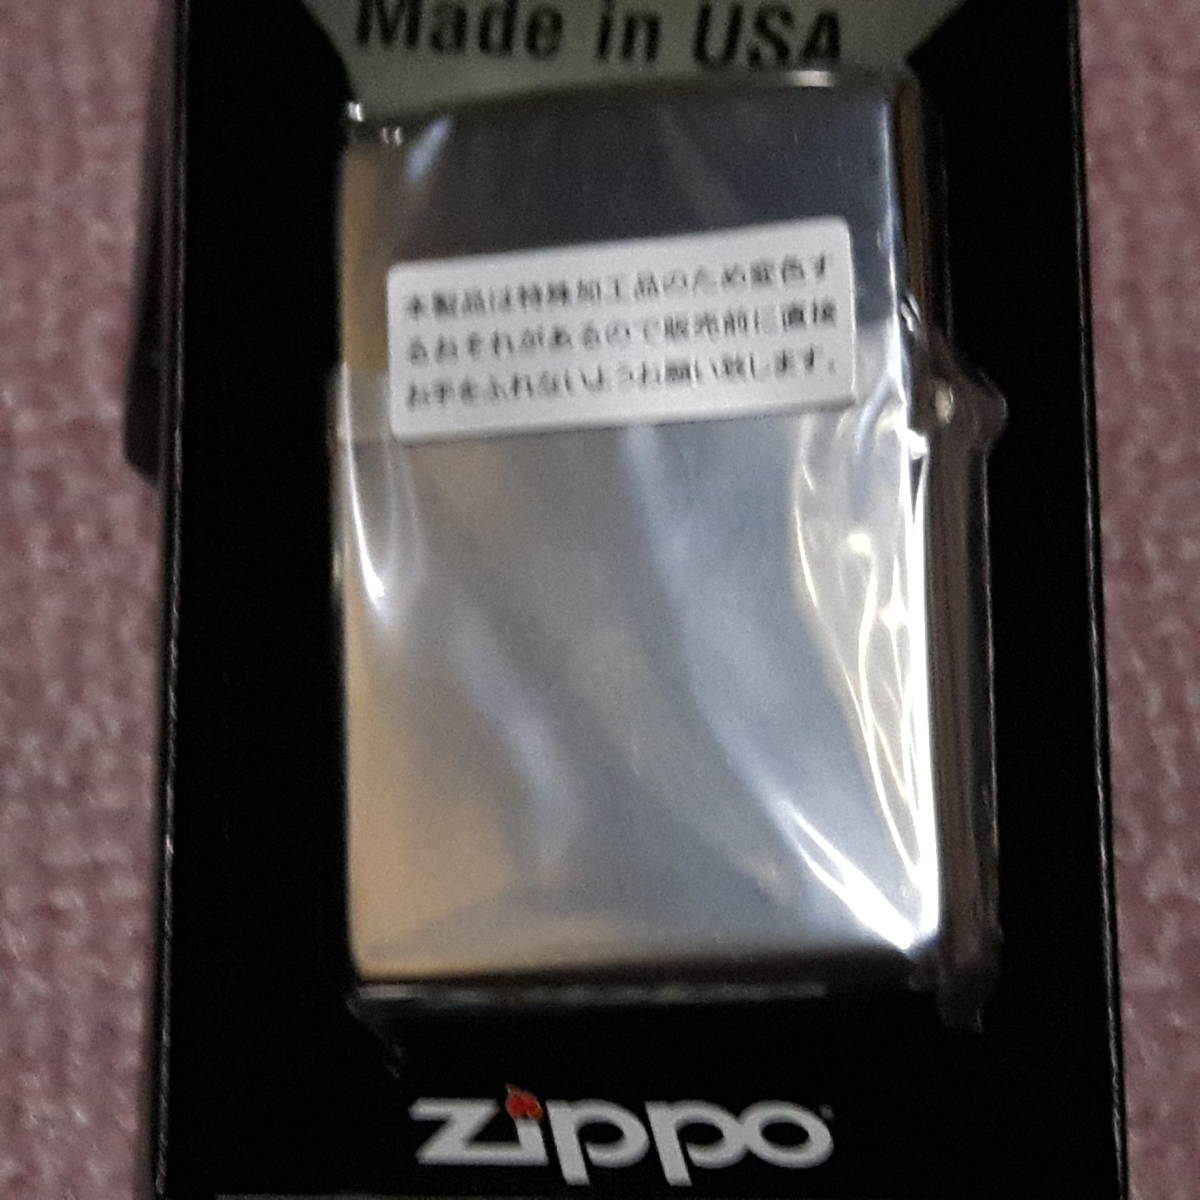 Made in USA
本製品は特殊加工品のため変色す
るおそれがあるので販売前に直接
お手をふれないようお願い致します。
zippo